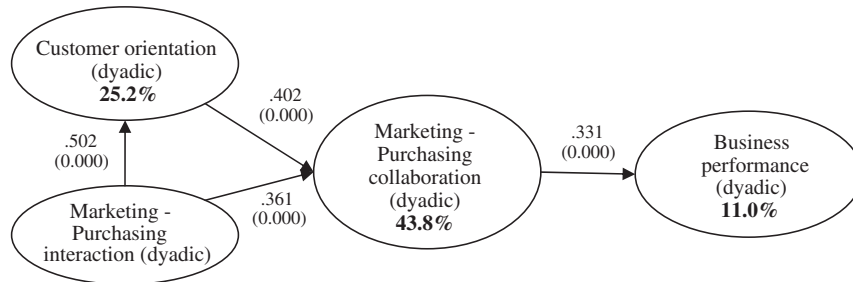 Customer orientation
(dyadic)
25.2%
.502
(0.000)
.402
(0.000)
Marketing -
Purchasing
interaction (dyadic)
.361
(0.000)
Marketing -
Purchasing
collaboration
(dyadic)
43.8%
.331
(0.000)
Business
performance
(dyadic)
11.0%